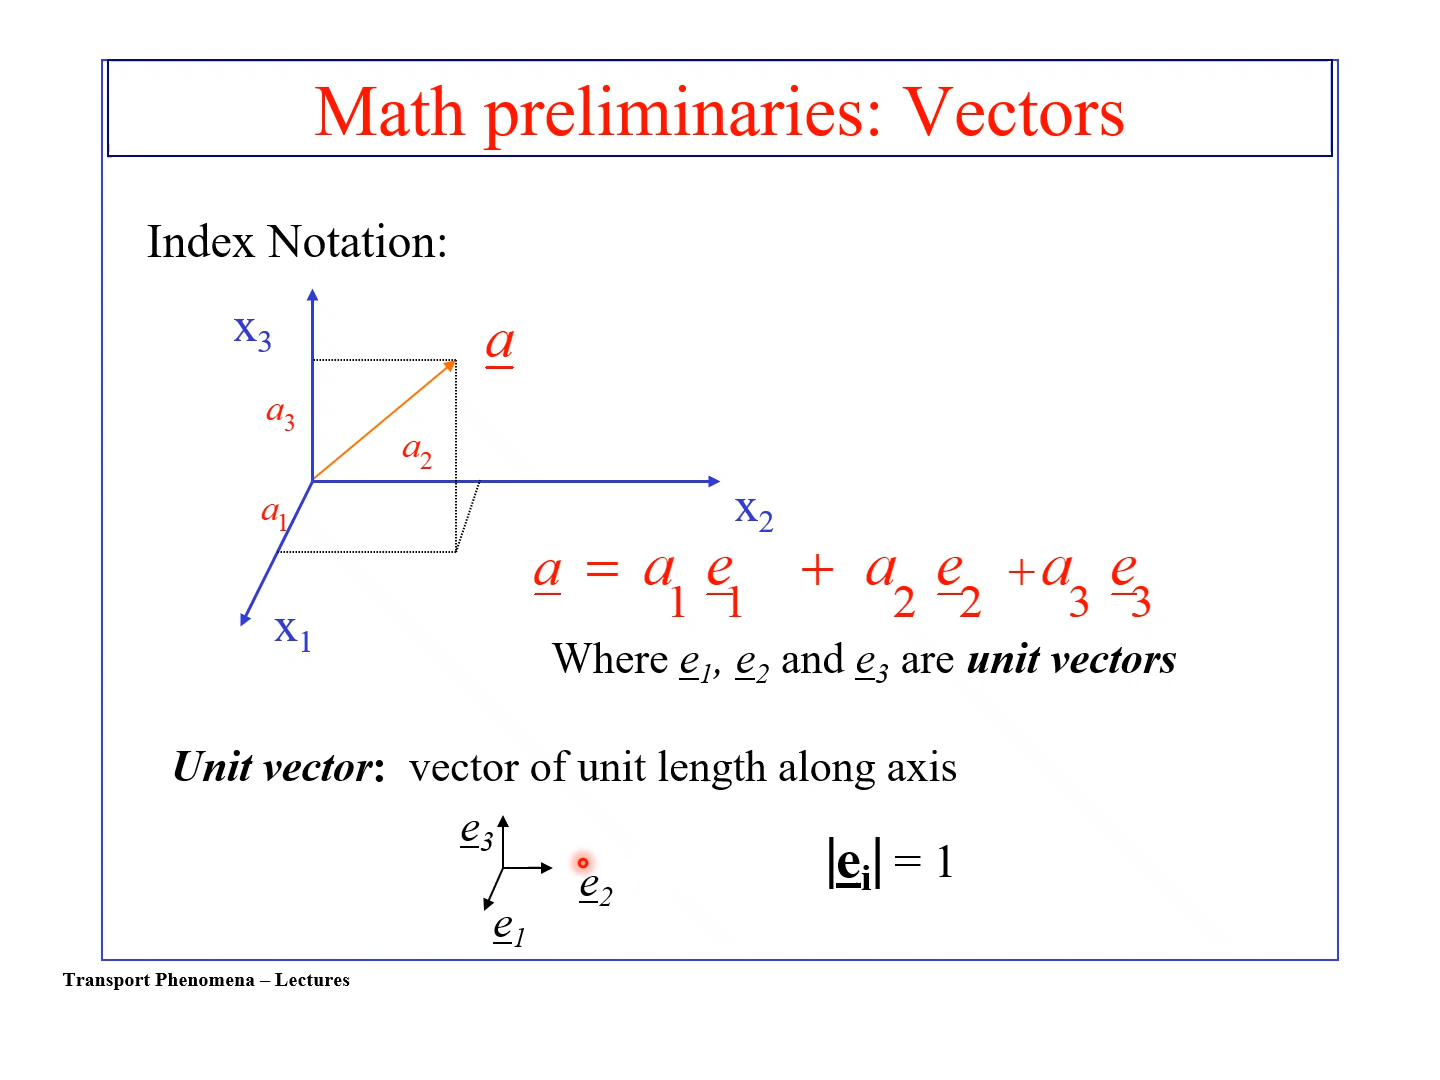 Math preliminaries: Vectors
Index Notation:
x3
a
a3
a2
a1
x2
a = a1 e1 + a2 e2 + a3 e3
x1
Where e1, e2 and e3 are unit vectors
Unit vector: vector of unit length along axis
e3
|ei| = 1
e2
e1
Transport Phenomena – Lectures